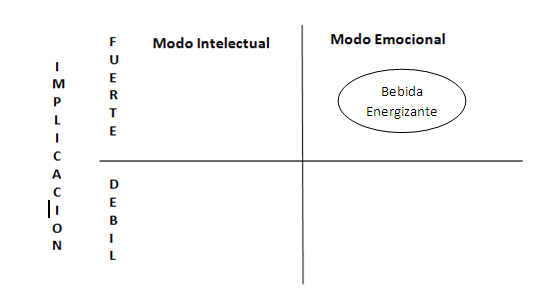 IMPLICACION
FUERTE
Modo Intelectual
Modo Emocional
Bebida
Energizante
DEBIL